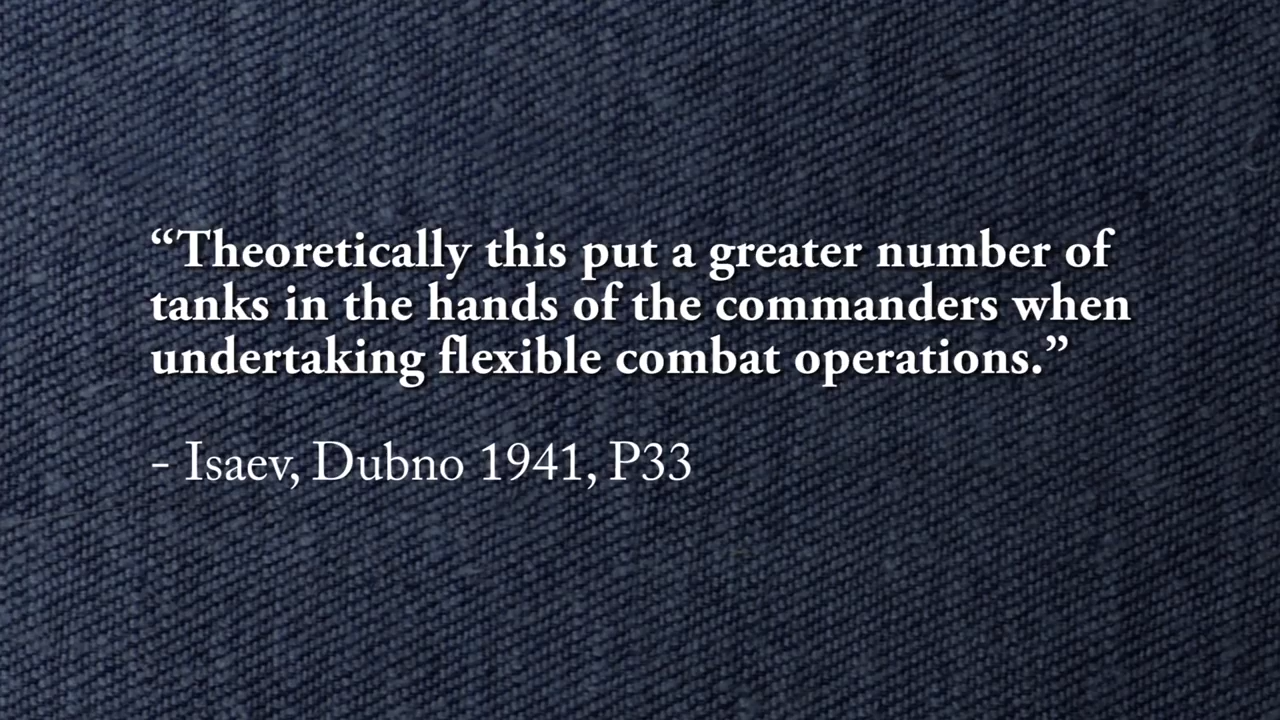 “Theoretically this put a greater number of
tanks in the hands of the commanders when
undertaking flexible combat operations.”
- Isaev, Dubno 1941, P33